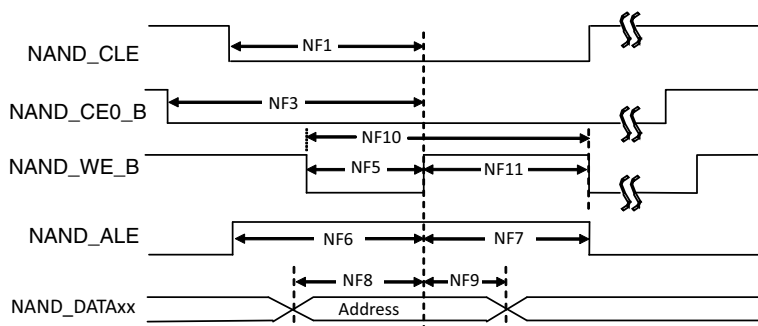 NF1
NAND_CLE
NF3
NAND_CE0_B
NF10
NAND_WE_B
NF5
NF11
NAND_ALE
NF6
NF7
NF8
NF9
NAND_DATAxx
Address